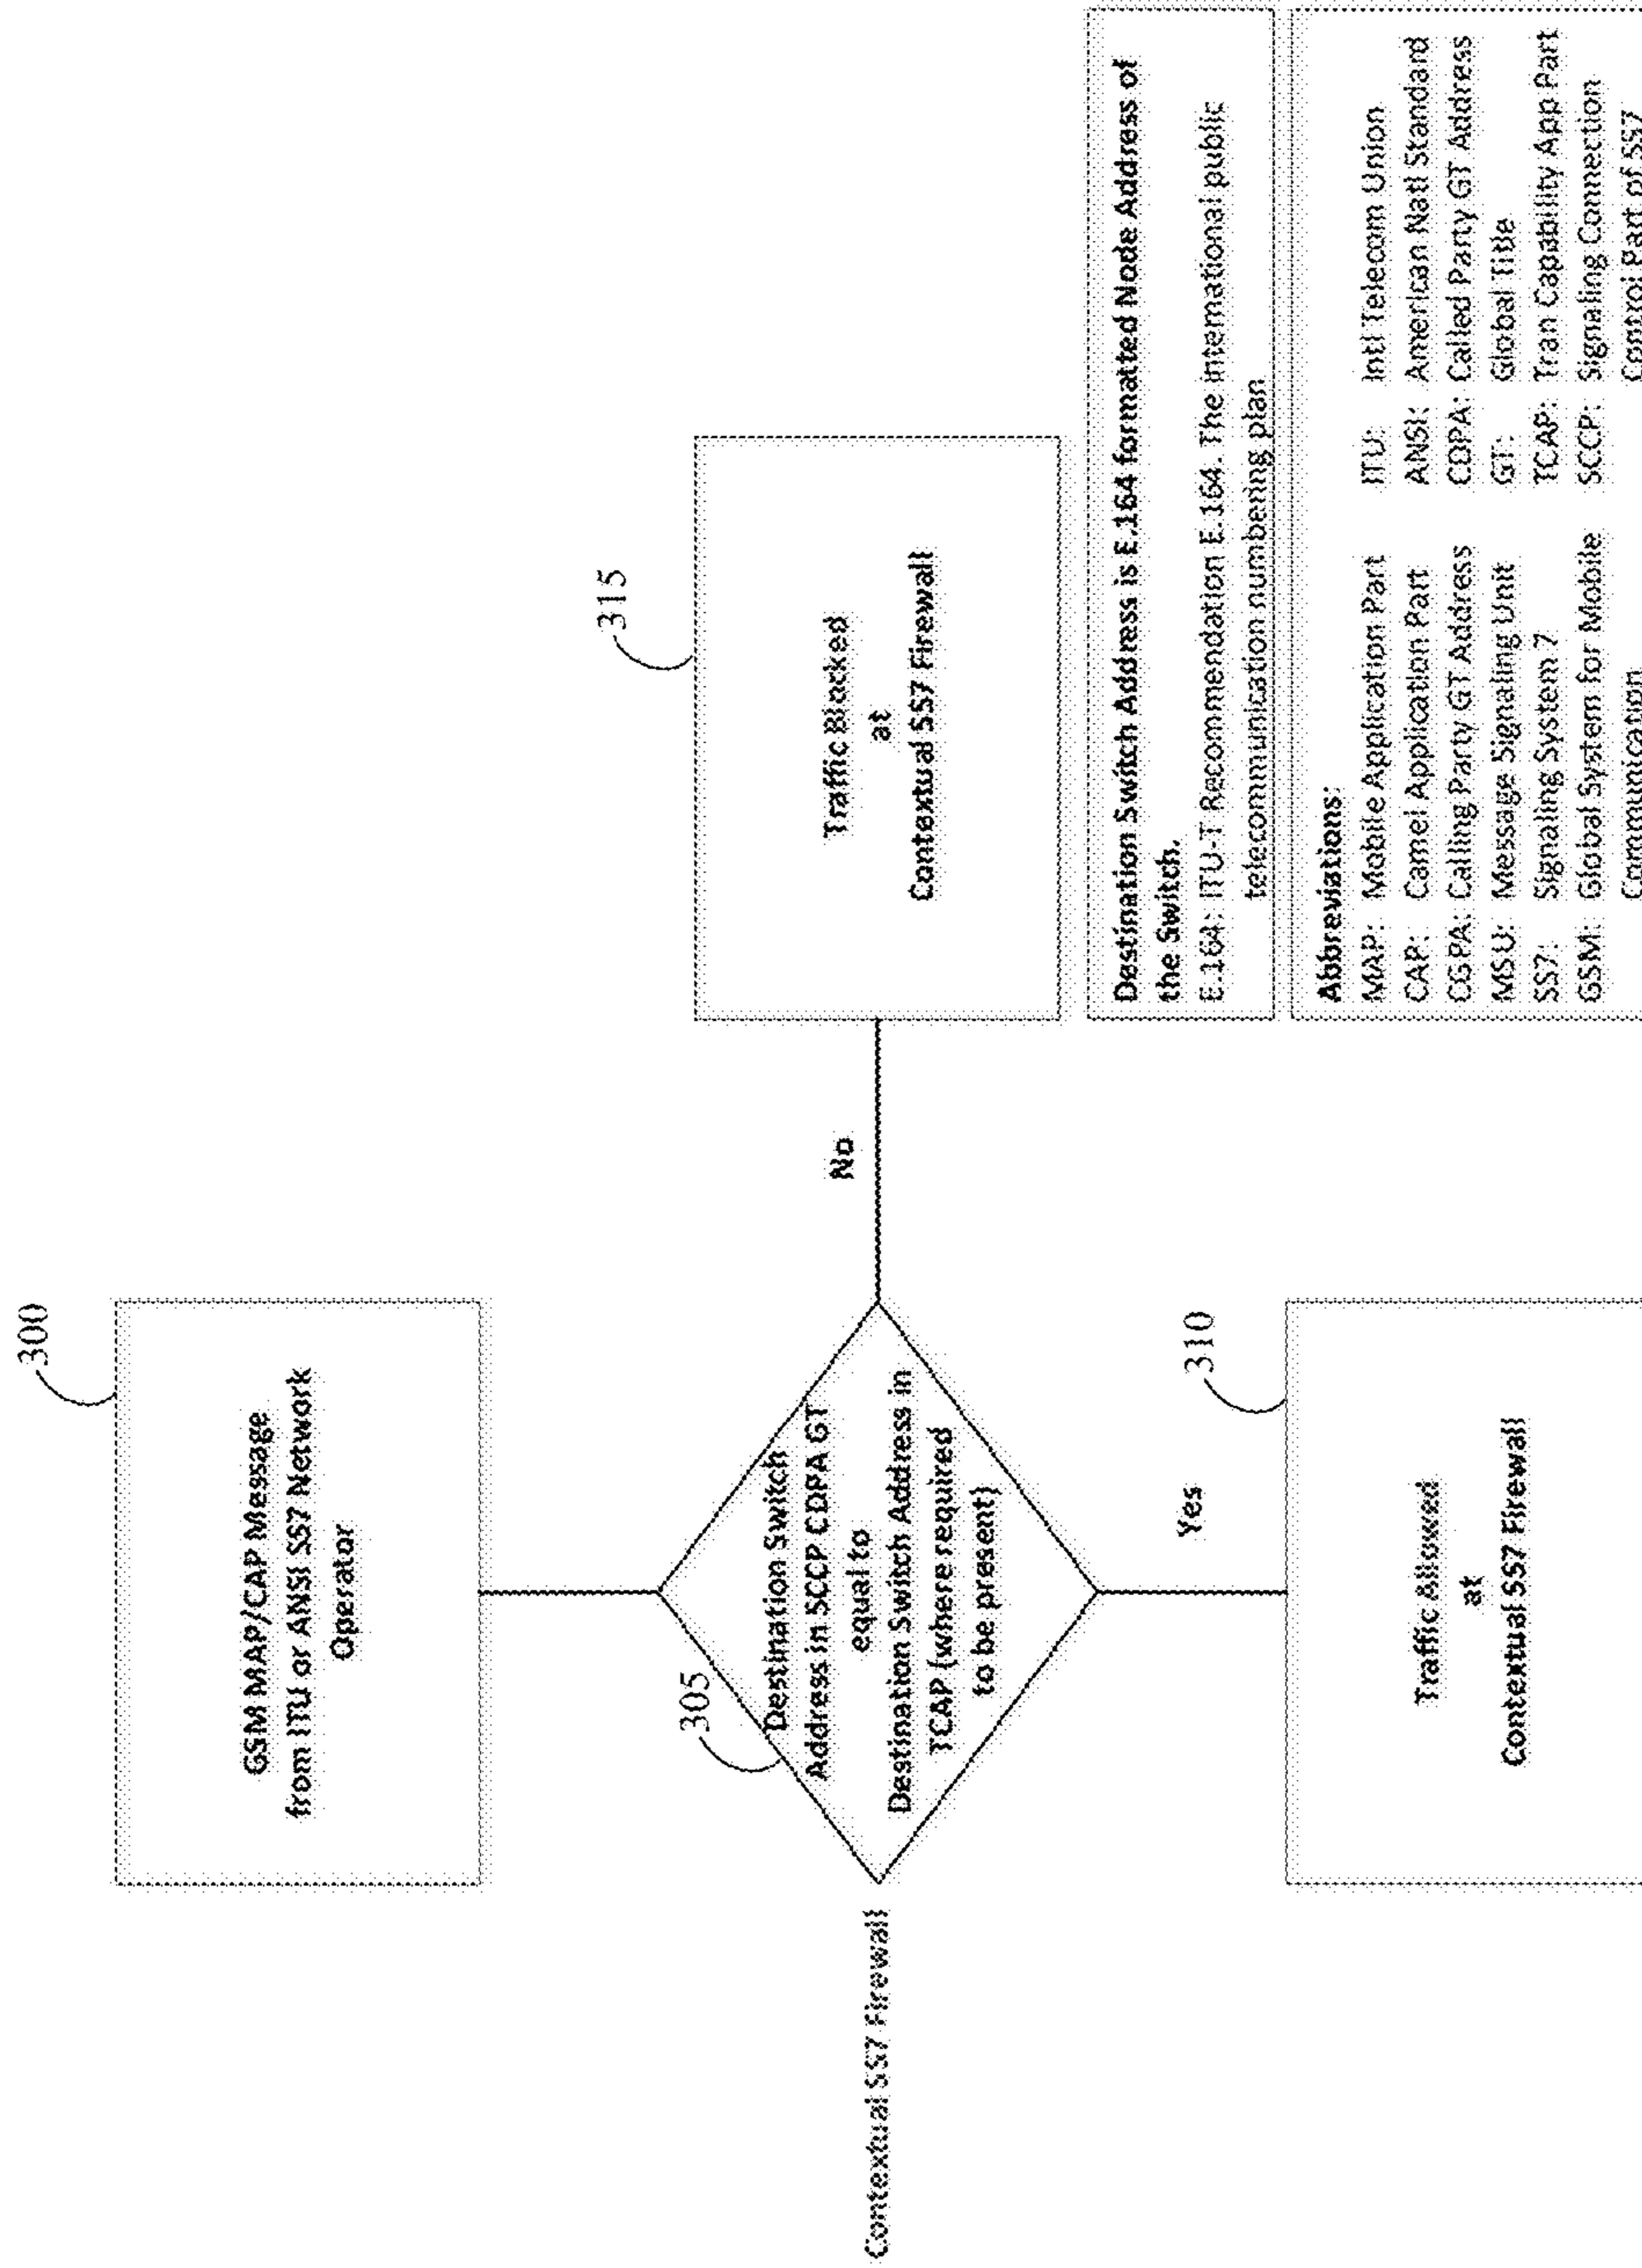 300
GSM MAP/CAP Message
from ITU or ANSI SS7 Network
Operator
305
Destination Switch
Address in SCCP CDPA GT
equal to
Destination Switch Address in
TCAP (where required
to be present)
Contextual SS7 Firewall
No
315
Traffic Blocked
at
Contextual SS7 Firewall
Yes
310
Traffic Allowed
at
Contextual SS7 Firewall
Destination Switch Address is E.164 formatted Node Address of
the Switch.
E.164: ITU-T Recommendation E.164. The international public
telecommunication numbering plan
Abbreviations:
MAP: Mobile Application Part
CAP: Camel Application Part
CGPA: Calling Party GT Address
MSU: Message Signaling Unit
SS7: Signaling System 7
GSM: Global System for Mobile
Communication
ITU: Intl Telecom Union
ANSI: American Natl Standard
CDPA: Called Party GT Address
GT: Global Title
TCAP: Tran Capability App Part
SCCP: Signaling Connection
Control Part of SS7